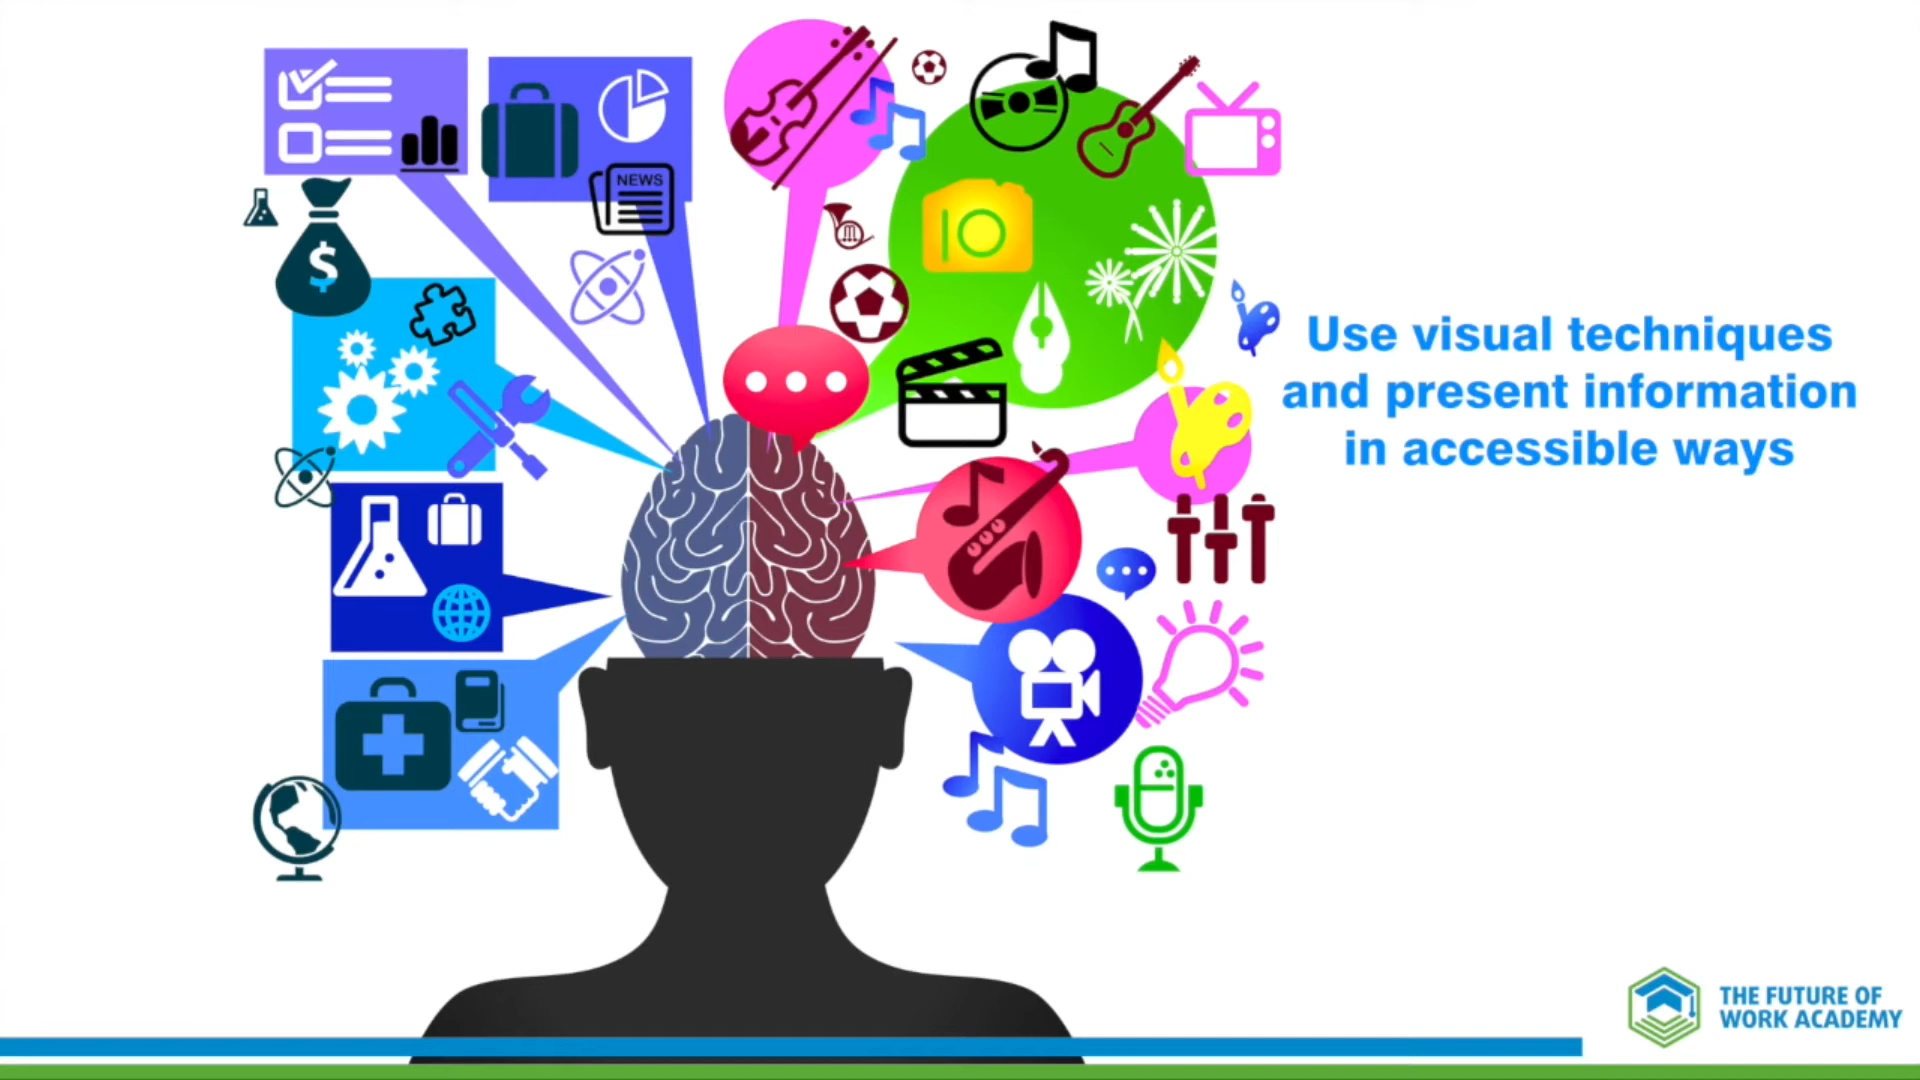 NEWS
$
Use visual techniques
and present information
in accessible ways
THE FUTURE OF
WORK ACADEMY